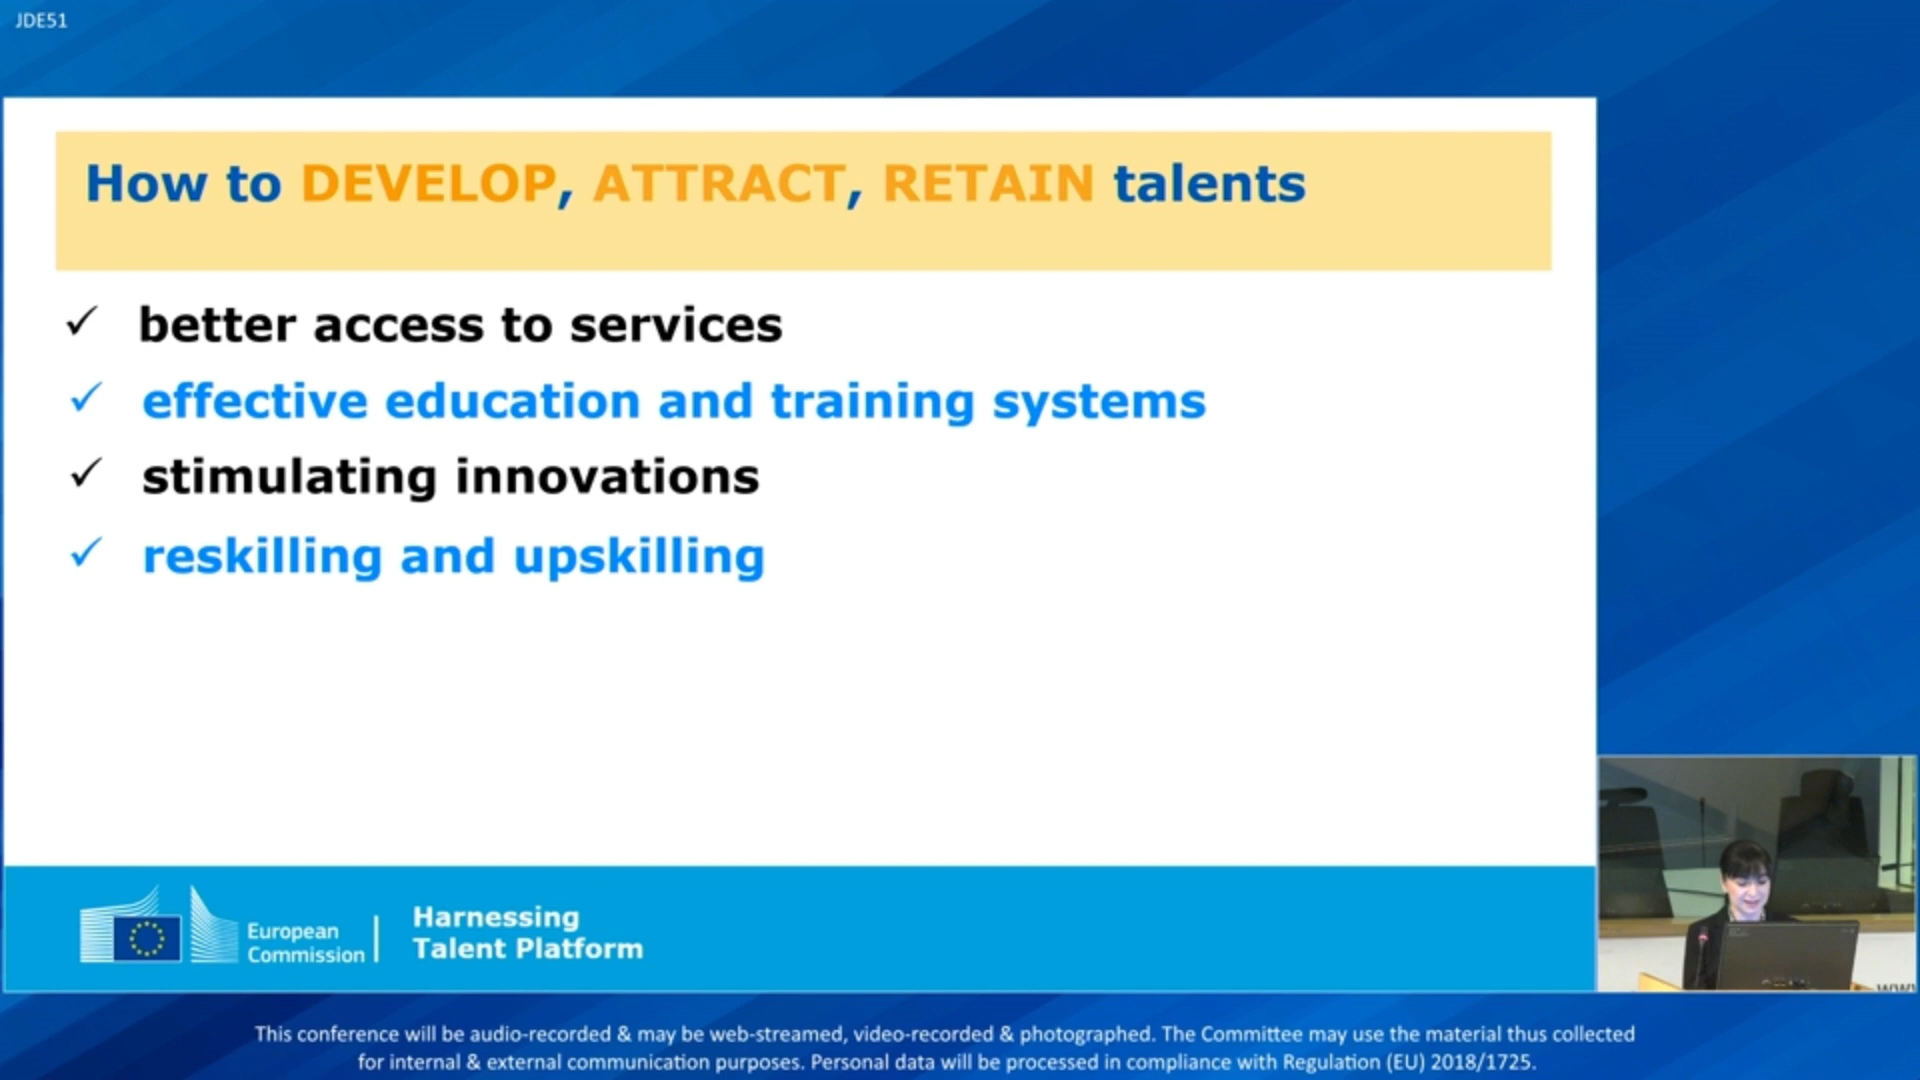 JDE51
How to DEVELOP, ATTRACT, RETAIN talents
✓ better access to services
✓ effective education and training systems
✓ stimulating innovations
✓ reskilling and upskilling
European
Commission
Harnessing
Talent Platform
This conference will be audio-recorded & may be web-streamed, video-recorded & photographed. The Committee may use the material thus collected
for internal & external communication purposes. Personal data will be processed in compliance with Regulation (EU) 2018/1725.